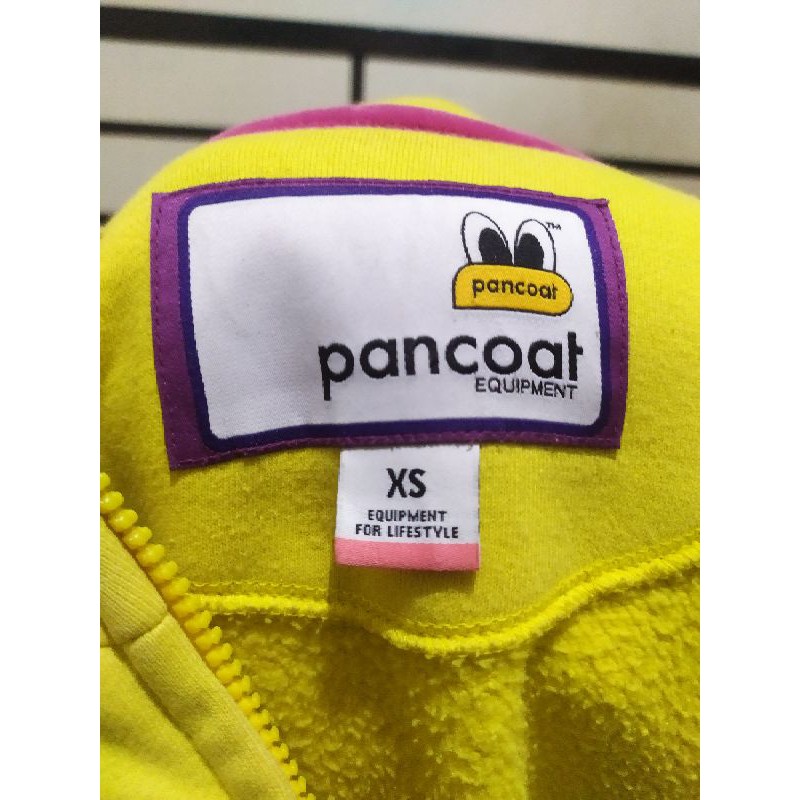 TM
pancoat
pancoat
EQUIPMENT
XS
EQUIPMENT
FOR LIFESTYLE